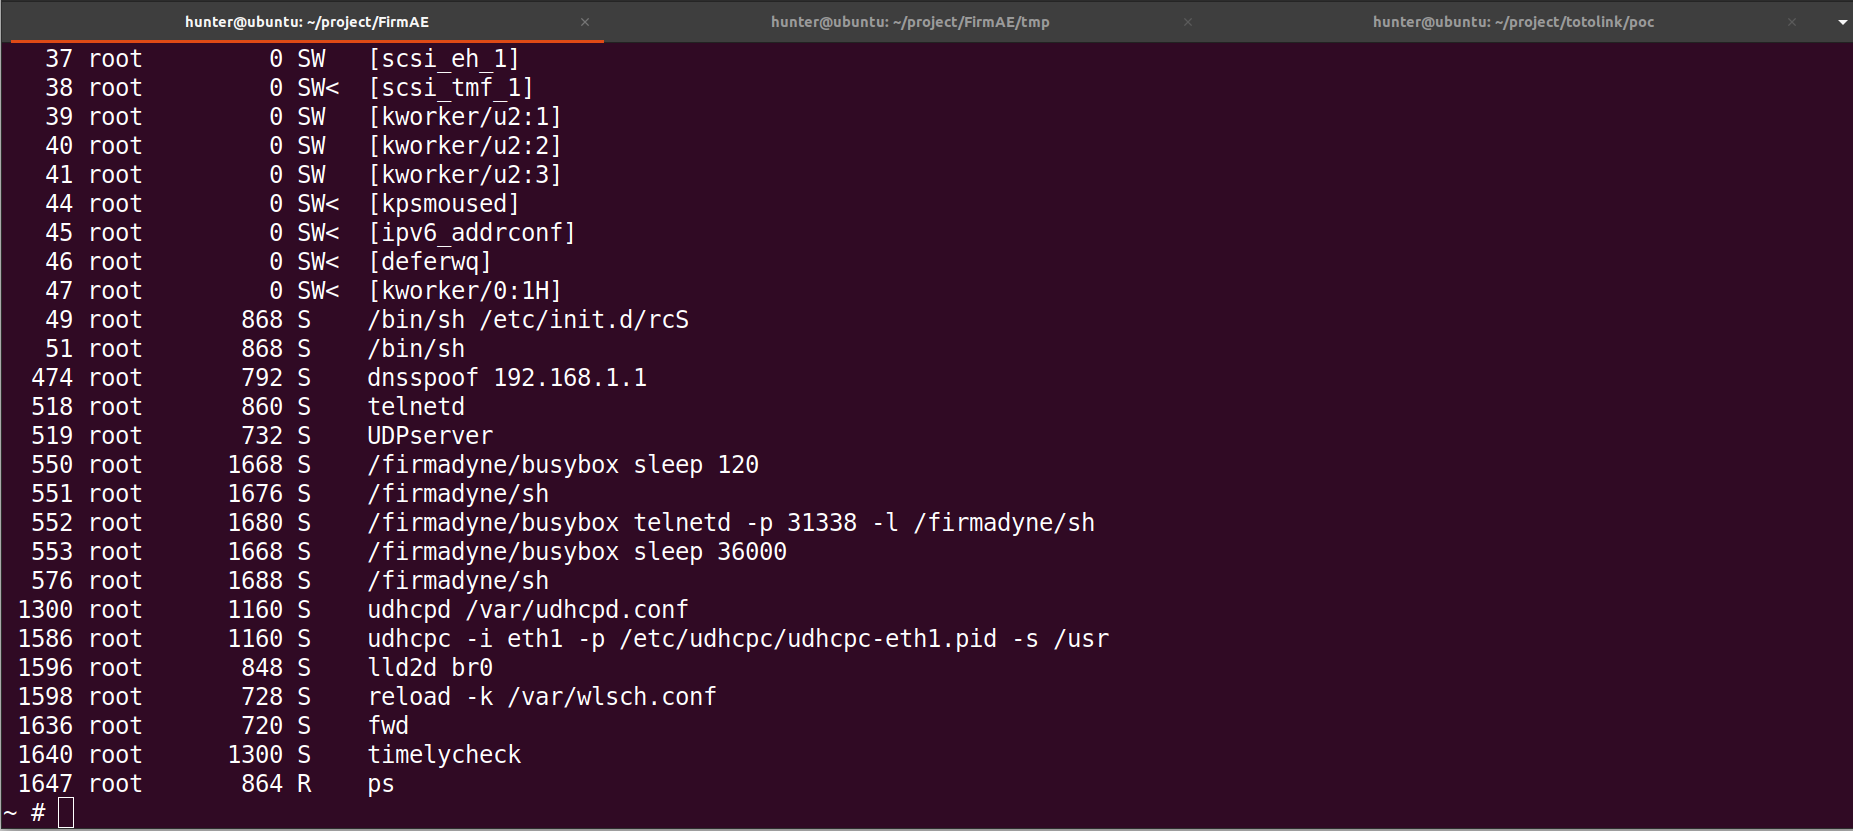 hunter@ubuntu: ~/project/FirmAE × hunter@ubuntu: ~/project/FirmAE/tmp × hunter@ubuntu: ~/project/totolink/poc ×
37 root 0 SW [scsi_eh_1]
38 root 0 SW< [scsi_tmf_1]
39 root 0 SW [kworker/u2:1]
40 root 0 SW [kworker/u2:2]
41 root 0 SW [kworker/u2:3]
44 root 0 SW< [kpsmoused]
45 root 0 SW< [ipv6_addrconf]
46 root 0 SW< [deferwq]
47 root 0 SW< [kworker/0:1H]
49 root 868 S /bin/sh /etc/init.d/rcS
51 root 868 S /bin/sh
474 root 792 S dnsspoof 192.168.1.1
518 root 860 S telnetd
519 root 732 S UDPserver
550 root 1668 S /firmadyne/busybox sleep 120
551 root 1676 S /firmadyne/sh
552 root 1680 S /firmadyne/busybox telnetd -p 31338 -l /firmadyne/sh
553 root 1668 S /firmadyne/busybox sleep 36000
576 root 1688 S /firmadyne/sh
1300 root 1160 S udhcpd /var/udhcpd.conf
1586 root 1160 S udhcpc -i eth1 -p /etc/udhcpc/udhcpc-eth1.pid -s /usr
1596 root 848 S lld2d br0
1598 root 728 S reload -k /var/wlsch.conf
1636 root 720 S fwd
1640 root 1300 S timelycheck
1647 root 864 R ps
~ #